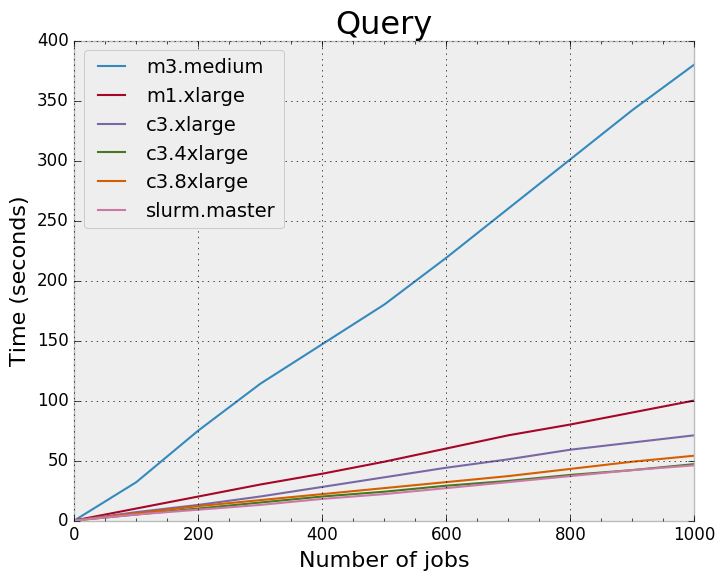 Query
400
350
300
250
200
150
100
50
0
Time (seconds)
m3.medium
m1.xlarge
c3.xlarge
c3.4xlarge
c3.8xlarge
slurm.master
0 200 400 600 800 1000
Number of jobs